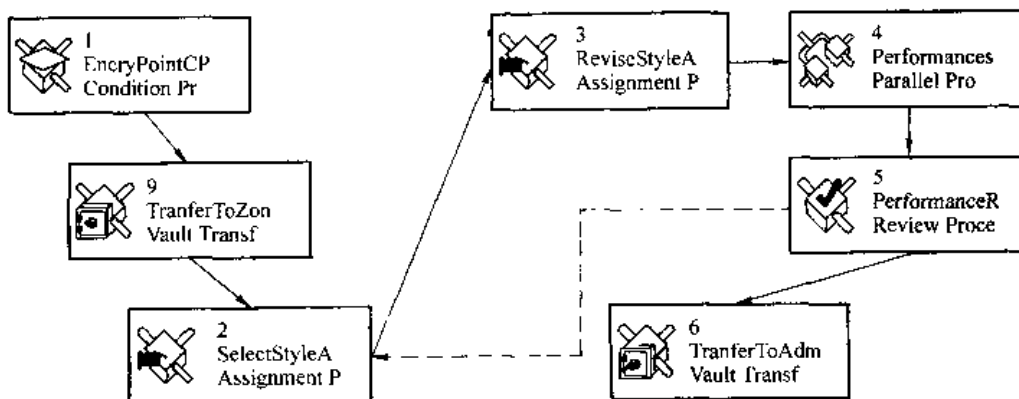 1
EncryPointCP
Condition Pr
3
ReviseStyleA
Assignment P
4
Performances
Parallel Pro
9
TranferToZon
Vault Transf
5
PerformanceR
Review Proce
2
SelectStyleA
Assignment P
6
TranferToAdm
Vault Transf